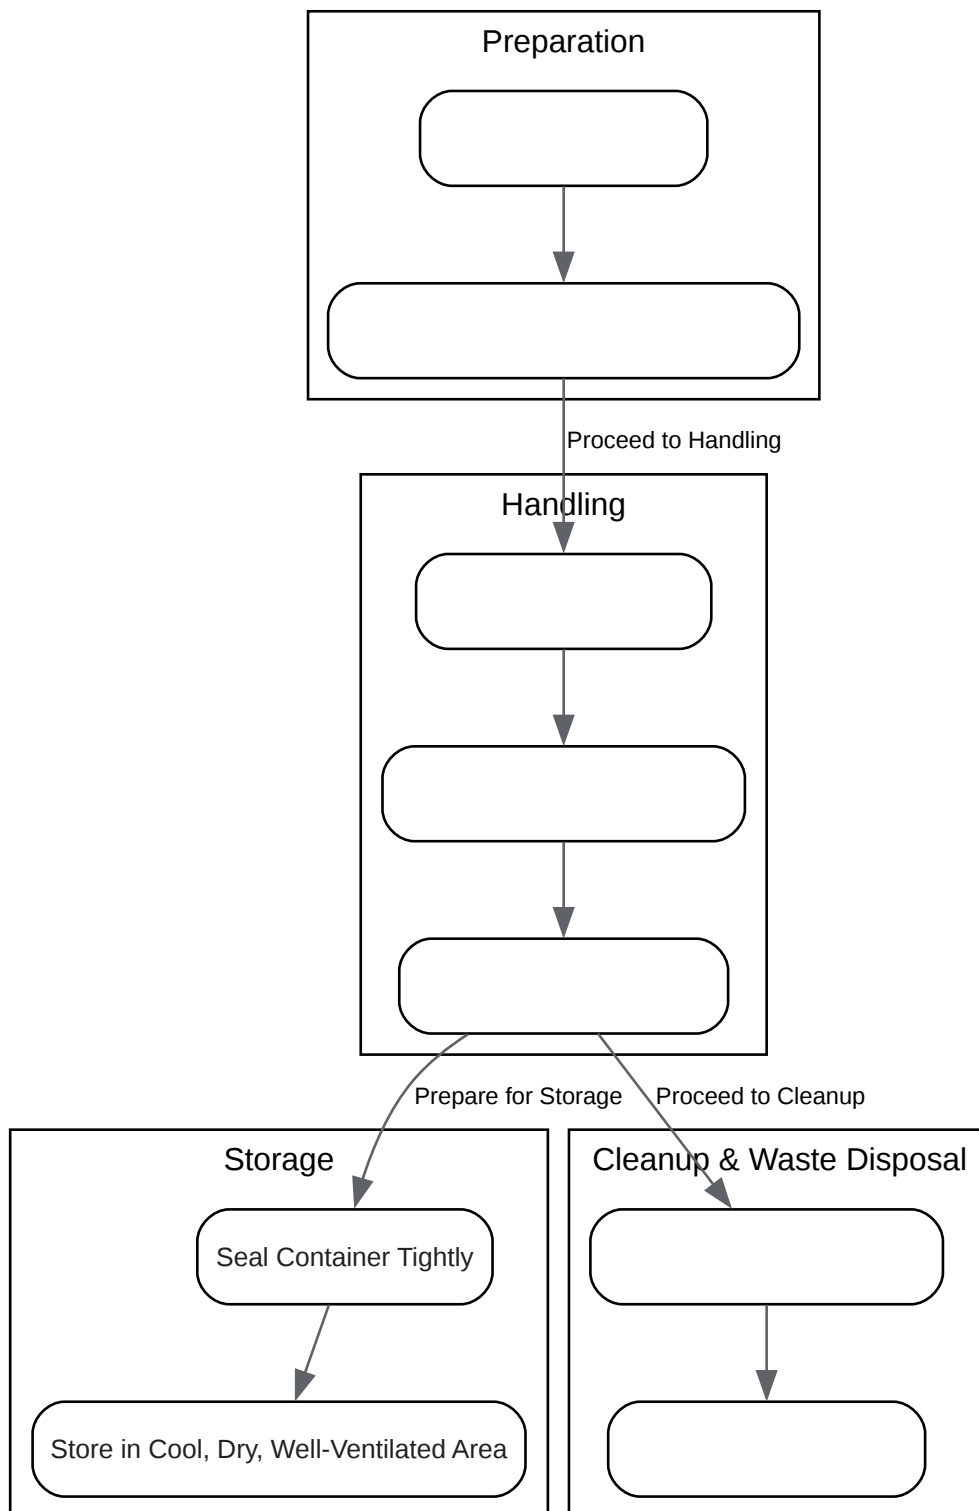 Preparation
Proceed to Handling
Handling
Prepare for Storage
Proceed to Cleanup
Storage
Cleanup & Waste Disposal
Seal Container Tightly
Store in Cool, Dry, Well-Ventilated Area